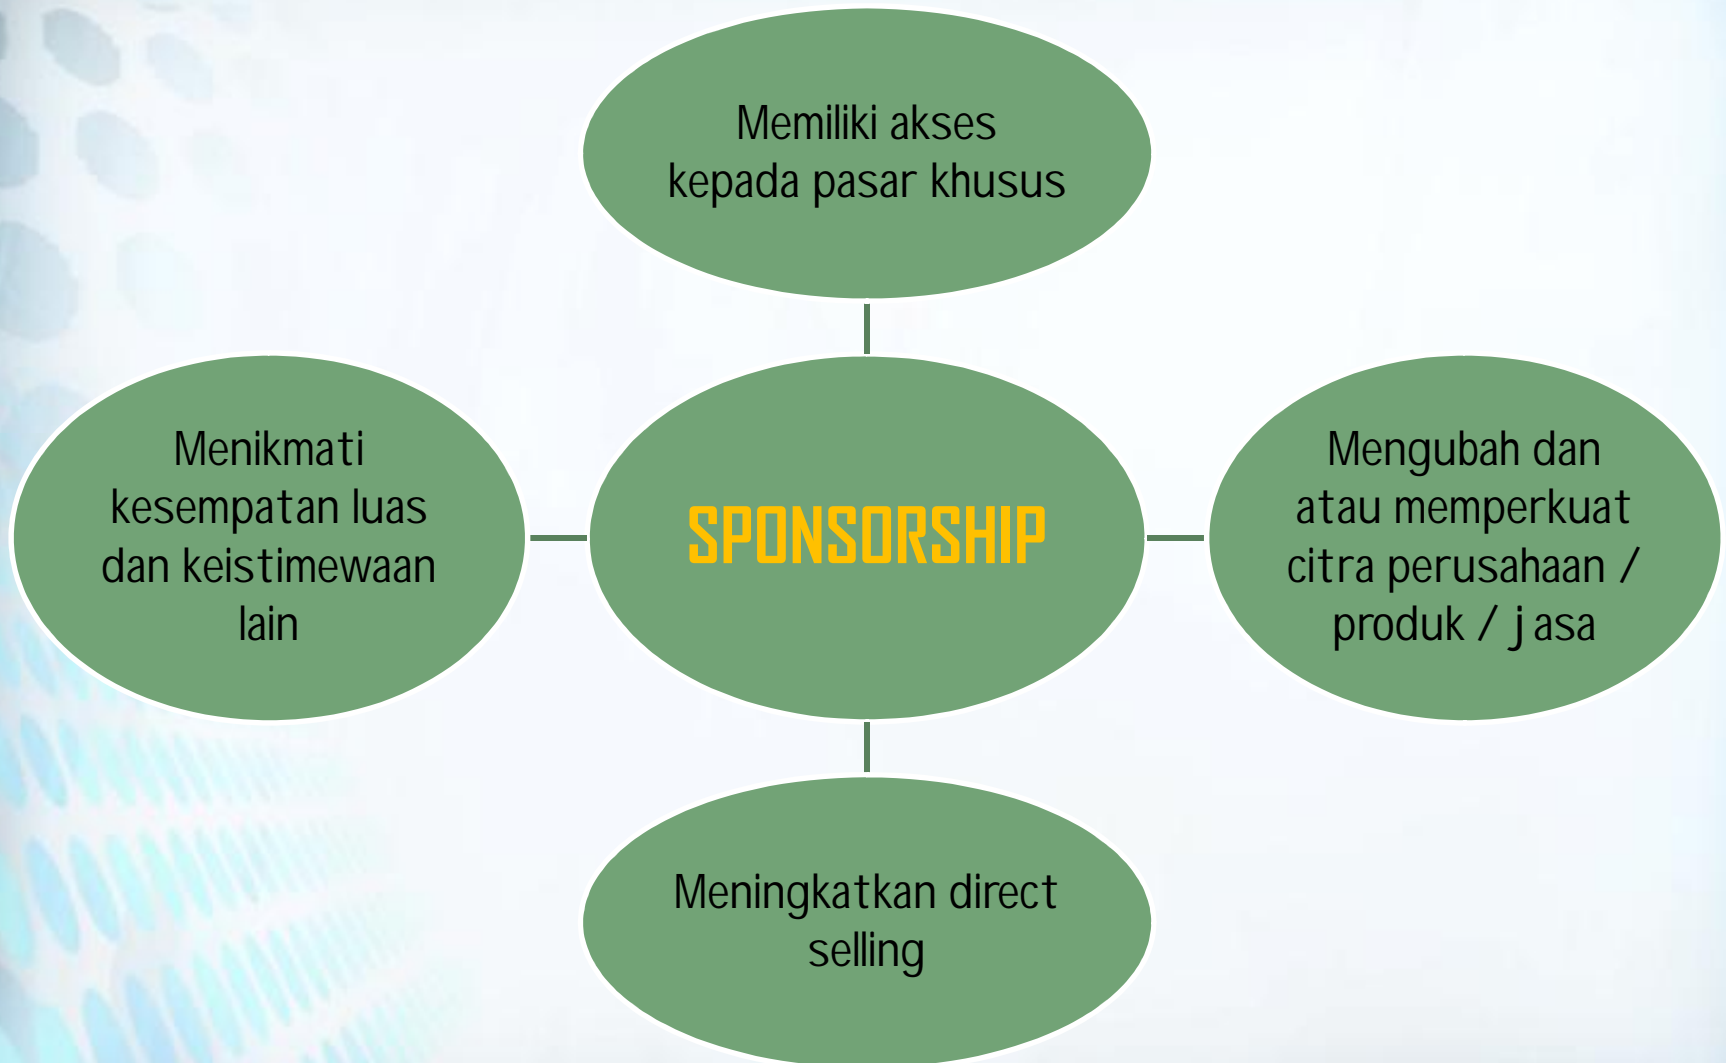 Memiliki akses
kepada pasar khusus
Menikmati
kesempatan luas
dan keistimewaan
lain
SPONSORSHIP
Mengubah dan
atau memperkuat
citra perusahaan /
produk / jasa
Meningkatkan direct
selling